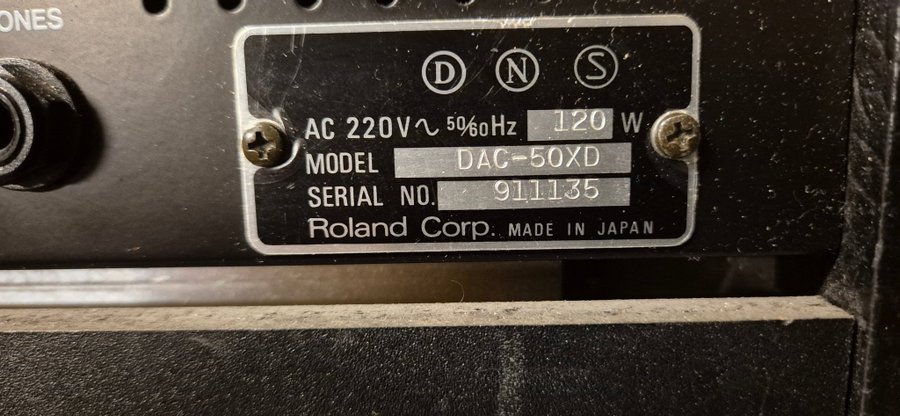 ONES
D N S
AC 220V∿ 50/60Hz 120 W
MODEL DAC-50XD
SERIAL NO. 911135
Roland Corp. MADE IN JAPAN